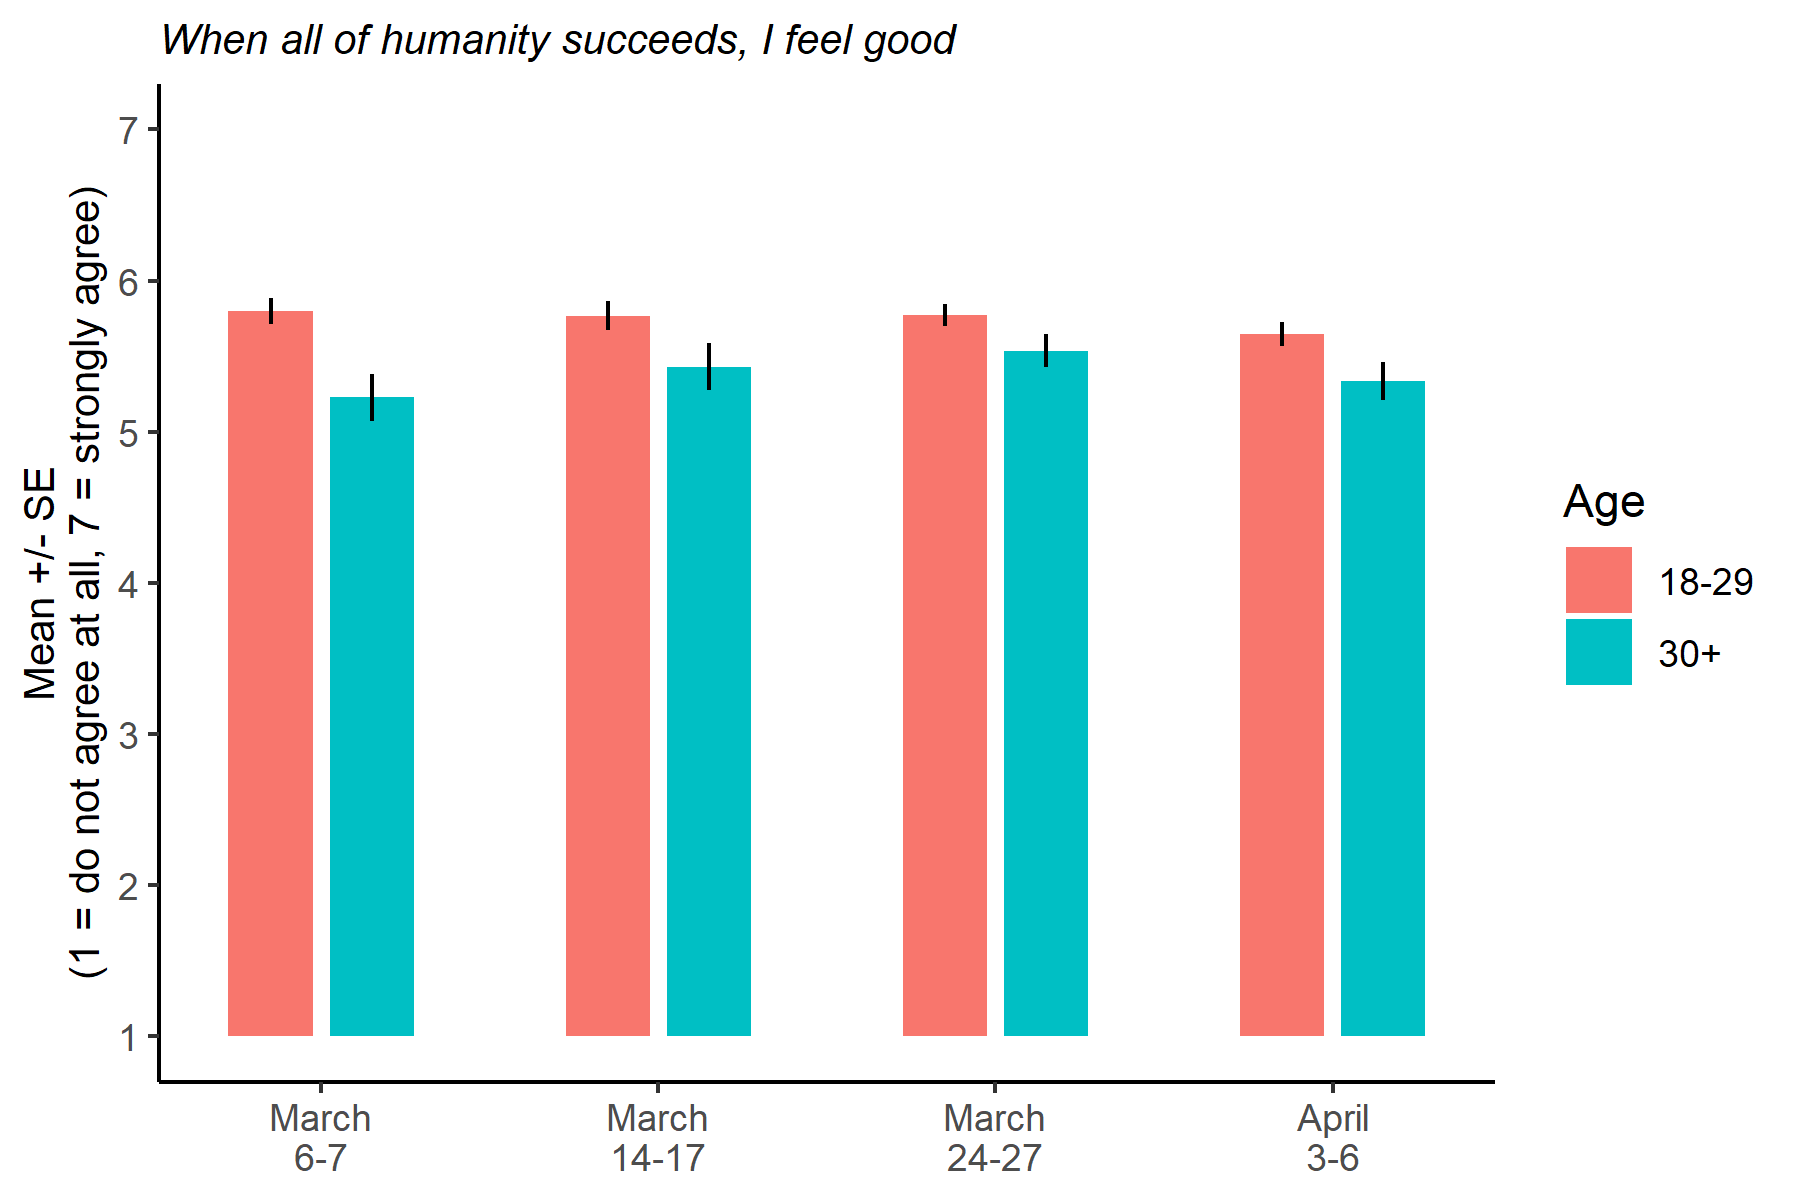 When all of humanity succeeds, I feel good
Mean +/- SE
(1 = do not agree at all, 7 = strongly agree)
7
6
5
4
3
2
1
March
6-7
March
14-17
March
24-27
April
3-6
Age
18-29
30+